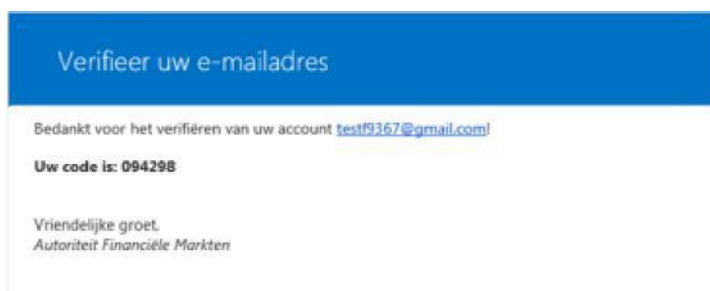 Verifieer uw e-mailadres
Bedankt voor het verifiëren van uw account testf9367@gmail.com!
Uw code is: 094298
Vriendelijke groet,
Autoriteit Financiële Markten